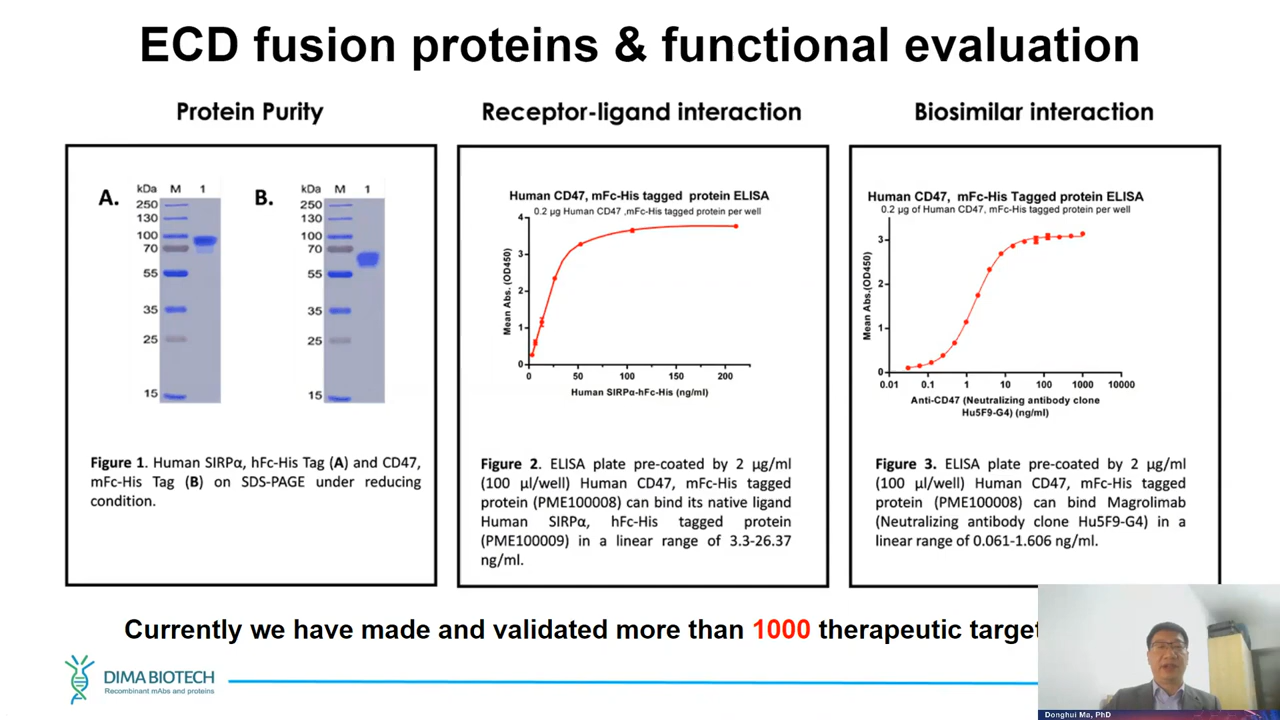 ECD fusion proteins & functional evaluation
Protein Purity
A.
kDa M 1
250
130
100
70
55
35
25
15
B.
kDa M 1
250
130
100
70
55
35
25
15
Figure 1. Human SIRPα, hFc-His Tag (A) and CD47,
mFc-His Tag (B) on SDS-PAGE under reducing
condition.
Receptor-ligand interaction
Human CD47, mFc-His tagged protein ELISA
0.2 μg Human CD47 ,mFc-His tagged protein per well
Mean Abs. (OD450)
4
3
2
1
0
0 50 100 150 200
Human SIRPα-hFc-His (ng/ml)
Figure 2. ELISA plate pre-coated by 2 μg/ml
(100 μl/well) Human CD47, mFc-His tagged
protein (PME100008) can bind its native ligand
Human SIRPα, hFc-His tagged protein
(PME100009) in a linear range of 3.3-26.37
ng/ml.
Biosimilar interaction
Human CD47, mFc-His Tagged protein ELISA
0.2 μg of Human CD47, mFc-His Tagged protein per well
Mean Abs.(OD450)
3
2
1
0
0.01 0.1 1 10 100 1000 10000
Anti-CD47 (Neutralizing antibody clone
Hu5F9-G4) (ng/ml)
Figure 3. ELISA plate pre-coated by 2 μg/ml
(100 μl/well) Human CD47, mFc-His tagged
protein (PME100008) can bind Magrolimab
(Neutralizing antibody clone Hu5F9-G4) in a
linear range of 0.061-1.606 ng/ml.
Currently we have made and validated more than 1000 therapeutic target
DIMA BIOTECH
Recombinant mAbs and proteins
Donghui Ma, PhD